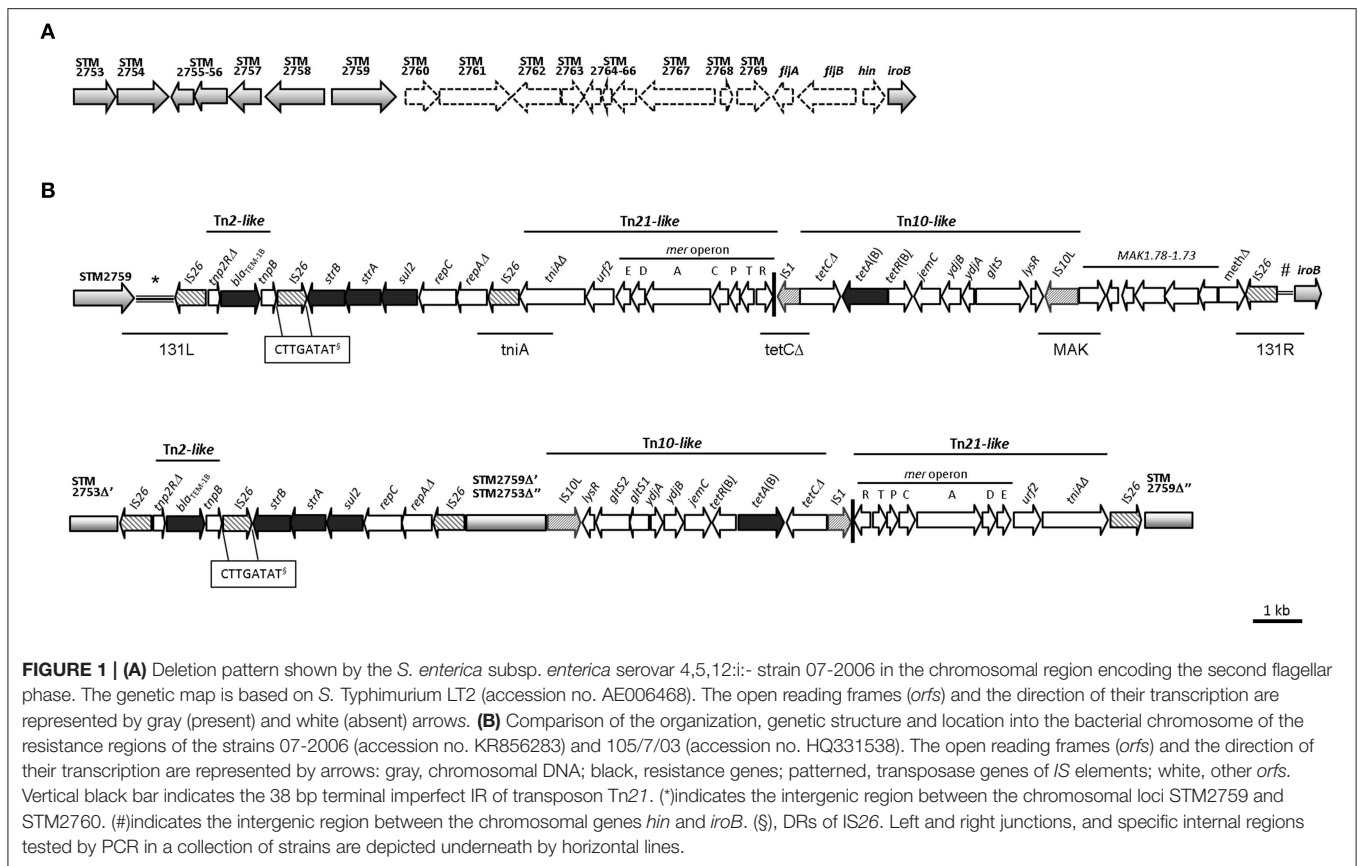 A
STM 2753 STM 2754 STM 2755-56 STM 2757 STM 2758 STM 2759 STM 2760 STM 2761 STM 2762 STM 2763 STM 2764-66 STM 2767 STM 2768 STM 2769 fljA fljB hin iroB
B
Tn2-like Tn21-like Tn10-like
mer operon
STM2759 * IS26 tnp2R,Δ blaTEM-1B tnpB IS26 strB strA sul2 repC repAΔ IS26 tniAΔ urf2 E D A C P T R IS1 tetCΔ tetA(B) tetR(B) jemC ydjB ydjA gltS lysR IS10L MAK1.78-1.73 methΔ IS26 # iroB
131L CTTGATAT§ tniA tetCΔ MAK 131R
Tn2-like Tn10-like Tn21-like
mer operon
STM 2753Δ' IS26 tnp2R,Δ blaTEM-1B tnpB IS26 strB strA sul2 repC repAΔ IS26 STM2759Δ' STM2753Δ" IS10L lysR gltS2 gltS1 ydjA ydjB jemC tetR(B) tetA(B) tetCΔ IS1 R T P C A D E urf2 tniAΔ IS26 STM 2759Δ"
CTTGATAT§
1 kb
FIGURE 1 | (A) Deletion pattern shown by the S. enterica subsp. enterica serovar 4,5,12:i:- strain 07-2006 in the chromosomal region encoding the second flagellar
phase. The genetic map is based on S. Typhimurium LT2 (accession no. AE006468). The open reading frames (orfs) and the direction of their transcription are
represented by gray (present) and white (absent) arrows. (B) Comparison of the organization, genetic structure and location into the bacterial chromosome of the
resistance regions of the strains 07-2006 (accession no. KR856283) and 105/7/03 (accession no. HQ331538). The open reading frames (orfs) and the direction of
their transcription are represented by arrows: gray, chromosomal DNA; black, resistance genes; patterned, transposase genes of IS elements; white, other orfs.
Vertical black bar indicates the 38 bp terminal imperfect IR of transposon Tn21. (*)indicates the intergenic region between the chromosomal loci STM2759 and
STM2760. (#)indicates the intergenic region between the chromosomal genes hin and iroB. (§), DRs of IS26. Left and right junctions, and specific internal regions
tested by PCR in a collection of strains are depicted underneath by horizontal lines.